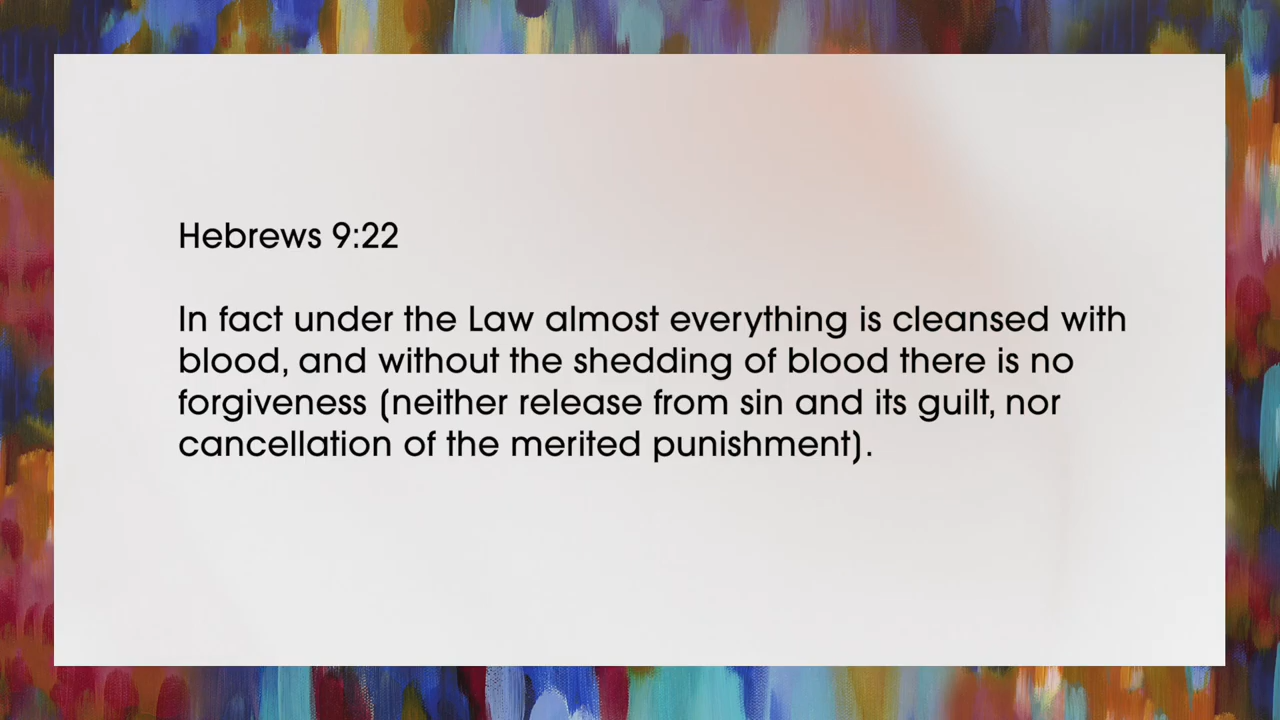 Hebrews 9:22
In fact under the Law almost everything is cleansed with
blood, and without the shedding of blood there is no
forgiveness (neither release from sin and its guilt, nor
cancellation of the merited punishment).